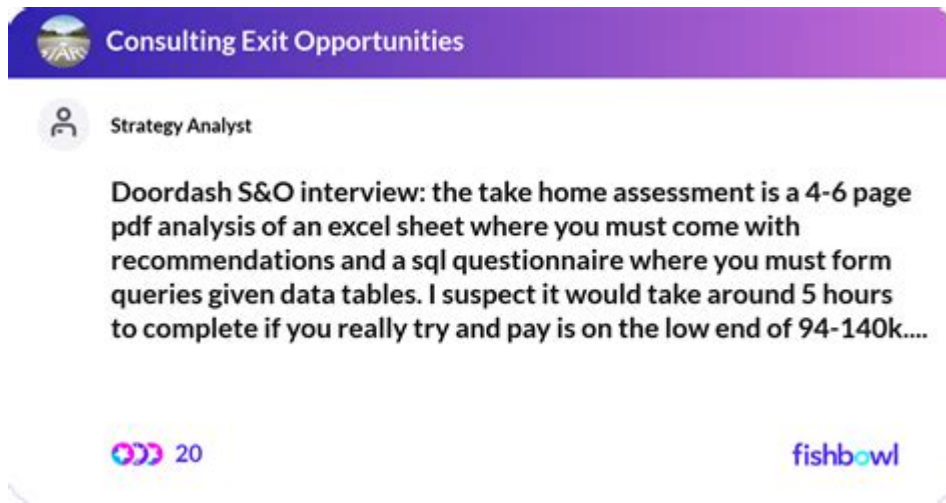 Consulting Exit Opportunities
Strategy Analyst
Doordash S&O interview: the take home assessment is a 4-6 page
pdf analysis of an excel sheet where you must come with
recommendations and a sql questionnaire where you must form
queries given data tables. I suspect it would take around 5 hours
to complete if you really try and pay is on the low end of 94-140k....
20
fishbowl